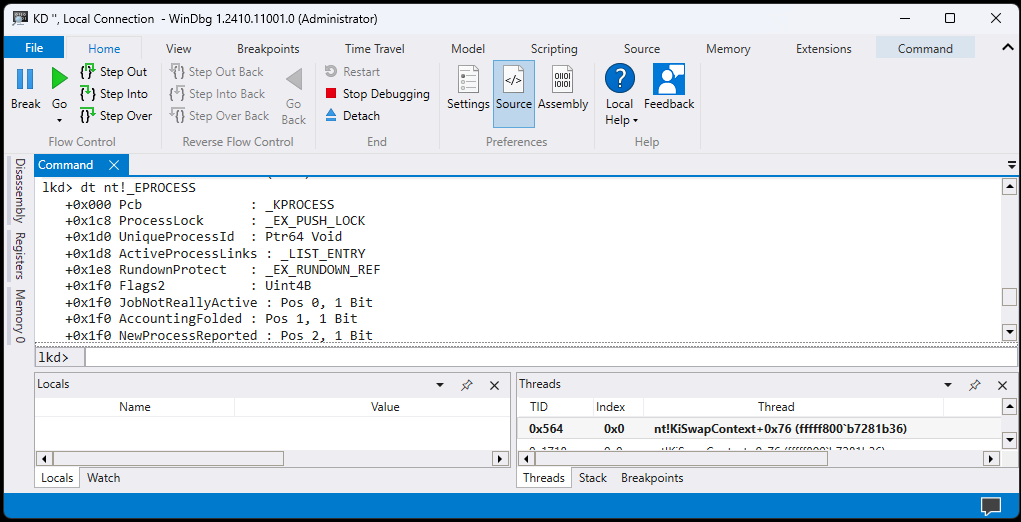 KD '', Local Connection - WinDbg 1.2410.11001.0 (Administrator)
File Home View Breakpoints Time Travel Model Scripting Source Memory Extensions Command
Break
Go
Step Out
Step Into
Step Over
Flow Control
Step Out Back
Step Into Back
Step Over Back
Go Back
Reverse Flow Control
Restart
Stop Debugging
Detach
End
Settings
Source
Assembly
Preferences
Local Help
Feedback
Help
Disassembly
Registers
Memory 0
Command
lkd> dt nt!_EPROCESS
+0x000 Pcb : _KPROCESS
+0x1c8 ProcessLock : _EX_PUSH_LOCK
+0x1d0 UniqueProcessId : Ptr64 Void
+0x1d8 ActiveProcessLinks : _LIST_ENTRY
+0x1e8 RundownProtect : _EX_RUNDOWN_REF
+0x1f0 Flags2 : Uint4B
+0x1f0 JobNotReallyActive : Pos 0, 1 Bit
+0x1f0 AccountingFolded : Pos 1, 1 Bit
+0x1f0 NewProcessReported : Pos 2, 1 Bit
lkd>
Locals
Name Value
Locals Watch
Threads
TID Index Thread
0x564 0x0 nt!KiSwapContext+0x76 (fffff800`b7281b36)
Threads Stack Breakpoints